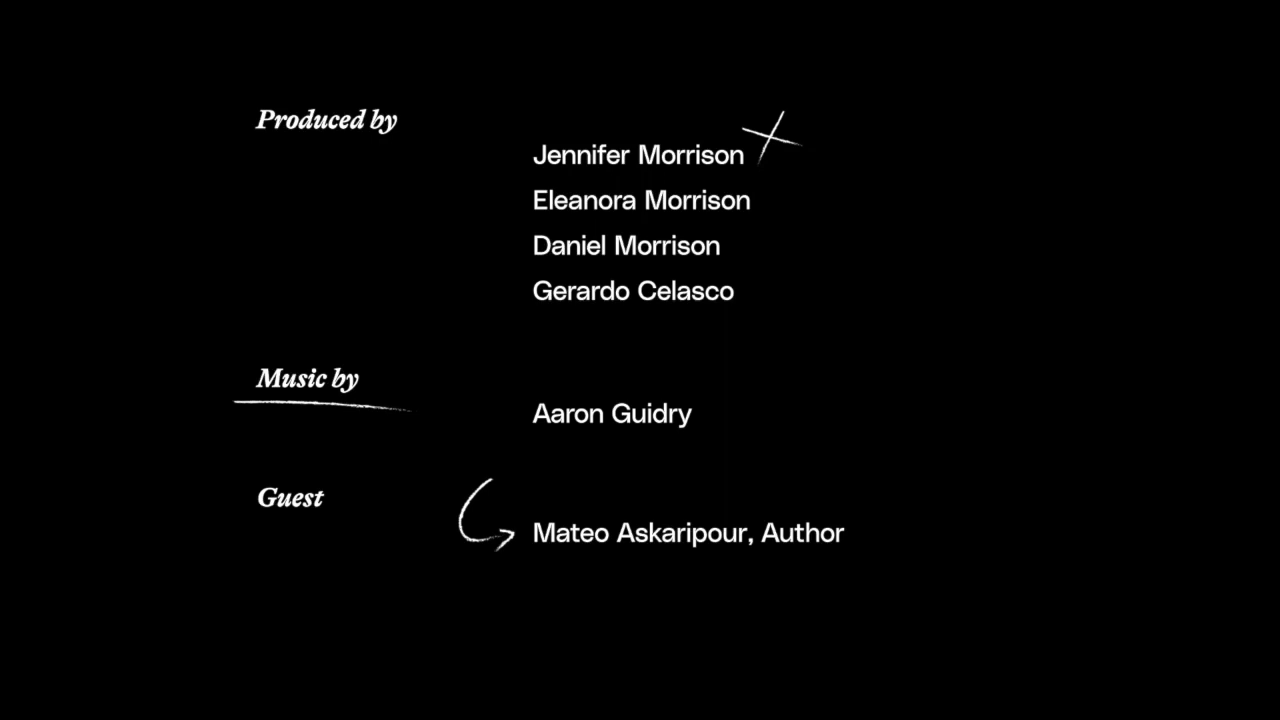 Produced by
Jennifer Morrison
Eleanora Morrison
Daniel Morrison
Gerardo Celasco
Music by
Aaron Guidry
Guest
Mateo Askaripour, Author